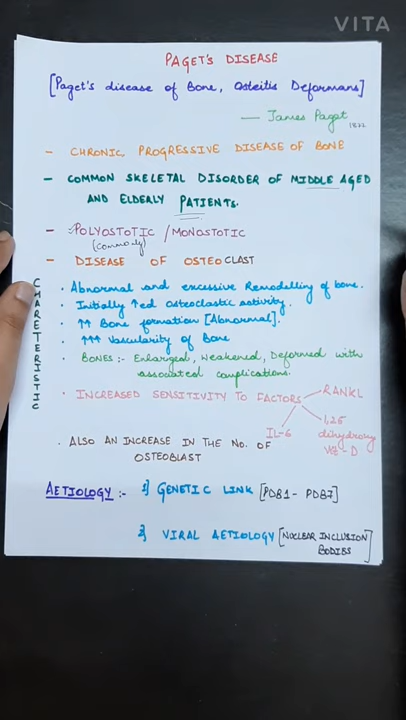 VITA
PAGET'S DISEASE
[Paget's disease of Bone, Osteitis Deformans]
— James Paget
1877
- CHRONIC PROGRESSIVE DISEASE OF BONE
- COMMON SKELETAL DISORDER OF MIDDLE AGED
AND ELDERLY PATIENTS.
- POLYOSTOTIC / MONOSTOTIC
(commonly)
- DISEASE OF OSTEOCLAST
CHARETERISTIC
· Abnormal and excessive Remodelling of bone.
· Initially ↑ed osteoclastic activity.
· ↑↑ Bone formation [Abnormal].
· ↑↑↑ Vascularity of Bone
· BONES :- Enlarged, Weakened, Deformed with
associated complications.
· INCREASED SENSITIVITY TO FACTORS
RANKL
IL-6
1,25
dihydroxy
Vit-D
· ALSO AN INCREASE IN THE No. OF
OSTEOBLAST
AETIOLOGY :- 1) GENETIC LINK [PDB1 - PDB7]
2) VIRAL AETIOLOGY [NUCLEAR INCLUSION
BODIES]